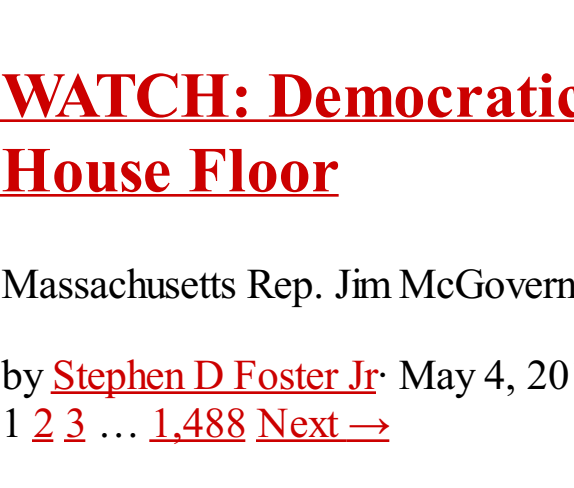 WATCH: Democratic
House Floor
Massachusetts Rep. Jim McGovern
by Stephen D Foster Jr· May 4, 20
1 2 3 … 1,488 Next →